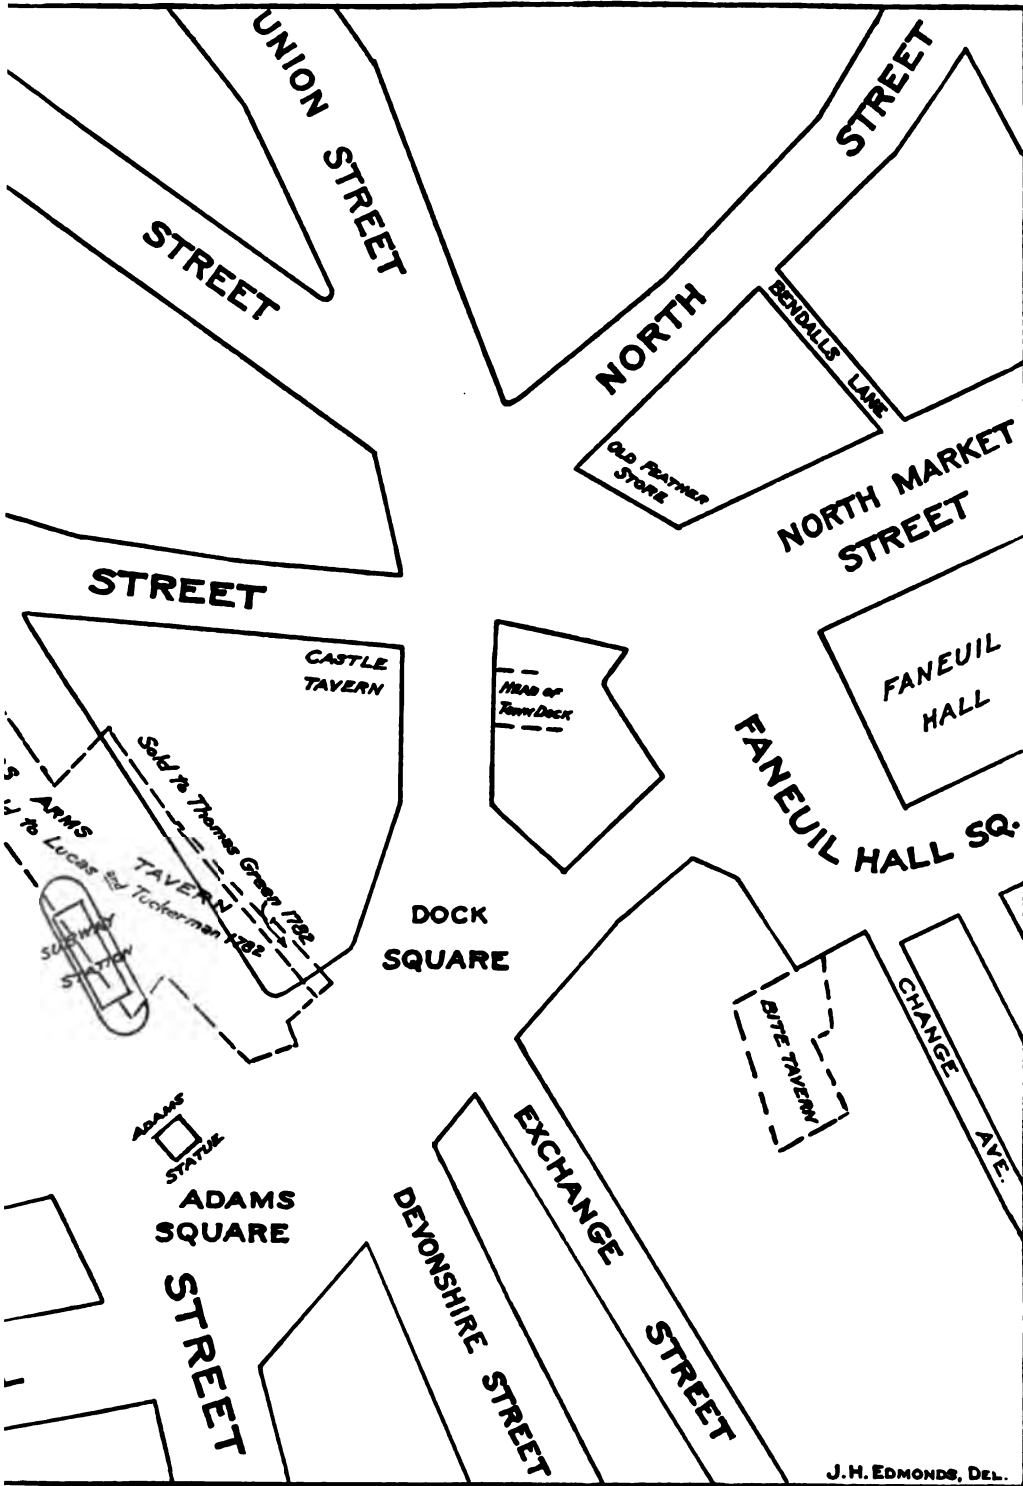 UNION STREET
STREET
STREET
NORTH
BENDALLS LANE
OLD FEATHER
STORE
NORTH MARKET
STREET
STREET
CASTLE
TAVERN
HEAD OF
TOWN DOCK
FANEUIL
HALL
FANEUIL HALL SQ.
Sold to Thomas Green 1782
S ARMS TAVERN
d to Lucas and Tuckerman 1782
SUBWAY
STATION
DOCK
SQUARE
BITE TAVERN
CHANGE AVE.
ADAMS
STATUE
ADAMS
SQUARE
STREET
DEVONSHIRE STREET
EXCHANGE STREET
J.H. EDMONDS, DEL.